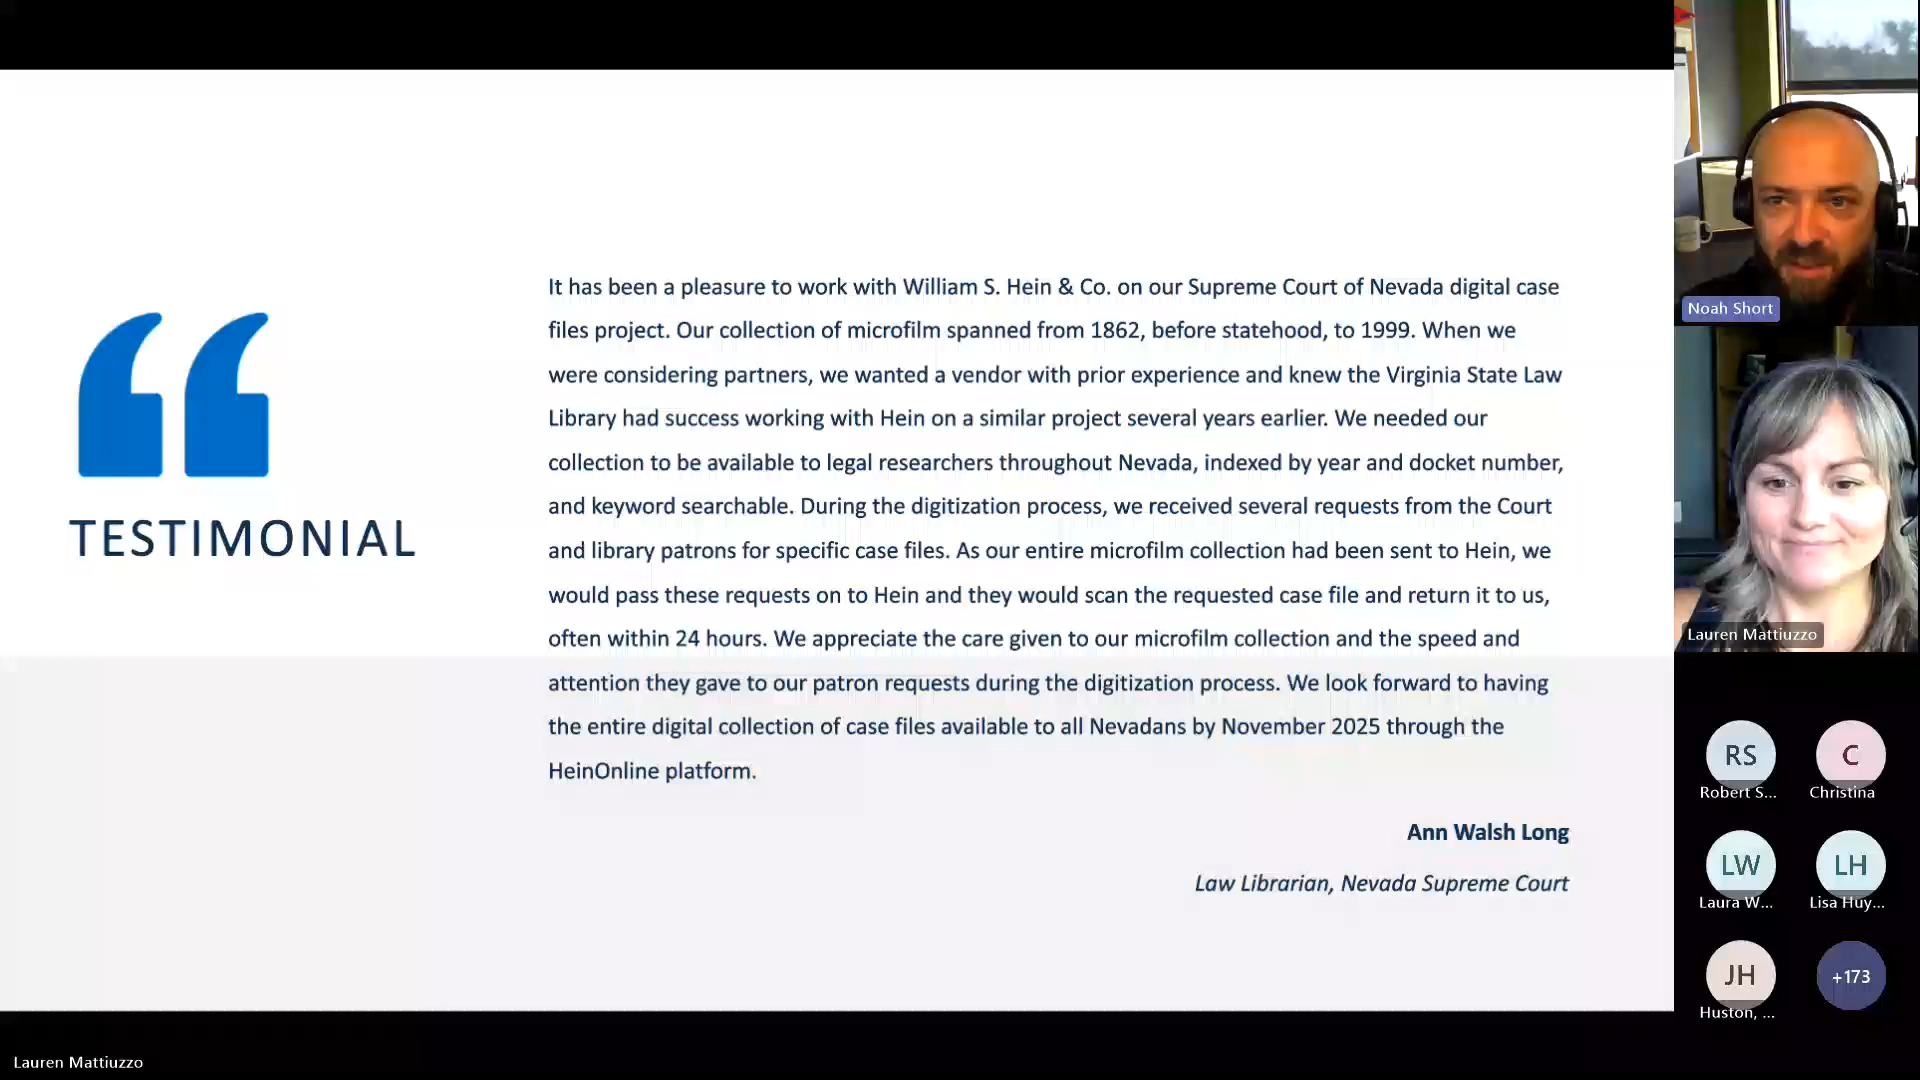 TESTIMONIAL
It has been a pleasure to work with William S. Hein & Co. on our Supreme Court of Nevada digital case
files project. Our collection of microfilm spanned from 1862, before statehood, to 1999. When we
were considering partners, we wanted a vendor with prior experience and knew the Virginia State Law
Library had success working with Hein on a similar project several years earlier. We needed our
collection to be available to legal researchers throughout Nevada, indexed by year and docket number,
and keyword searchable. During the digitization process, we received several requests from the Court
and library patrons for specific case files. As our entire microfilm collection had been sent to Hein, we
would pass these requests on to Hein and they would scan the requested case file and return it to us,
often within 24 hours. We appreciate the care given to our microfilm collection and the speed and
attention they gave to our patron requests during the digitization process. We look forward to having
the entire digital collection of case files available to all Nevadans by November 2025 through the
HeinOnline platform.
Ann Walsh Long
Law Librarian, Nevada Supreme Court
Noah Short
Lauren Mattiuzzo
RS
Robert S...
C
Christina
LW
Laura W...
LH
Lisa Huy...
JH
Huston, ...
+173
Lauren Mattiuzzo